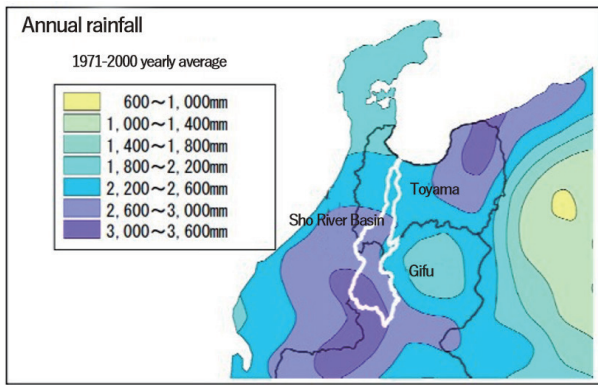 Annual rainfall
1971-2000 yearly average
600～1,000mm
1,000～1,400mm
1,400～1,800mm
1,800～2,200mm
2,200～2,600mm
2,600～3,000mm
3,000～3,600mm
Toyama
Sho River Basin
Gifu